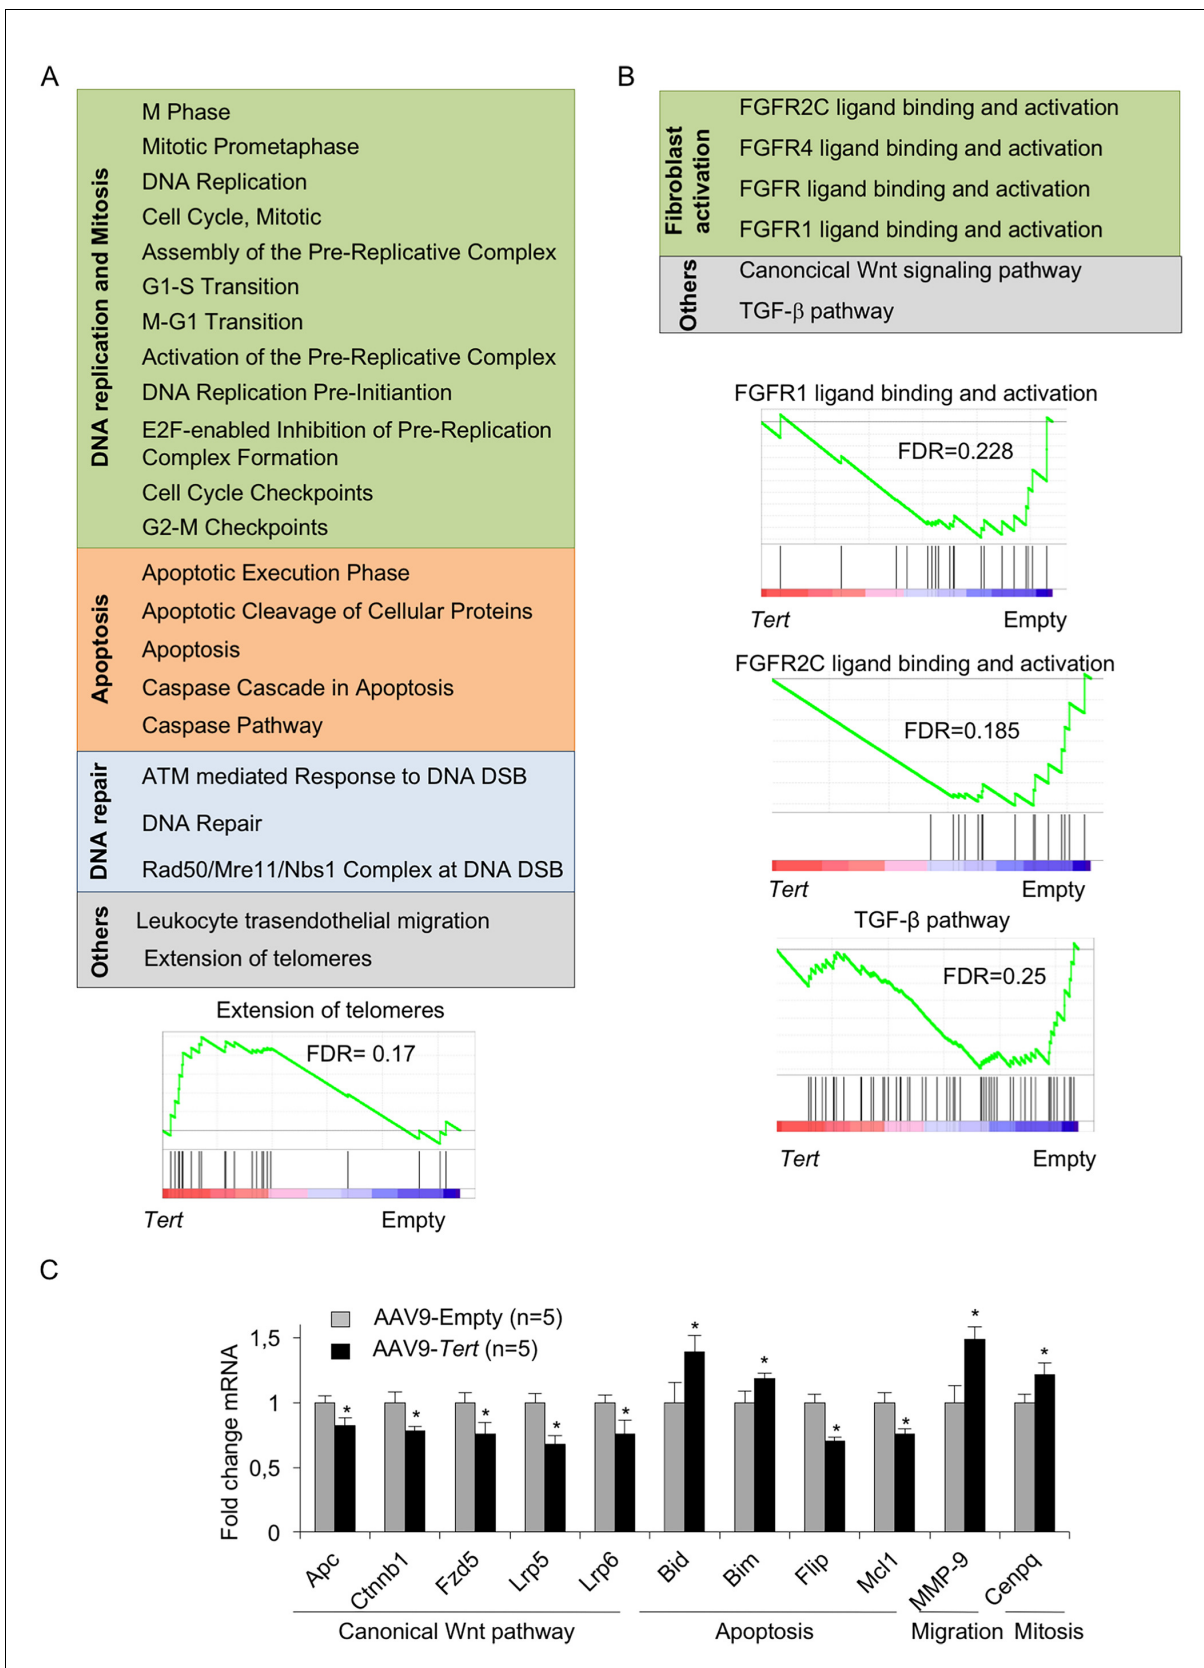 A
DNA replication and Mitosis
M Phase
Mitotic Prometaphase
DNA Replication
Cell Cycle, Mitotic
Assembly of the Pre-Replicative Complex
G1-S Transition
M-G1 Transition
Activation of the Pre-Replicative Complex
DNA Replication Pre-Initiantion
E2F-enabled Inhibition of Pre-Replication
Complex Formation
Cell Cycle Checkpoints
G2-M Checkpoints
Apoptosis
Apoptotic Execution Phase
Apoptotic Cleavage of Cellular Proteins
Apoptosis
Caspase Cascade in Apoptosis
Caspase Pathway
DNA repair
ATM mediated Response to DNA DSB
DNA Repair
Rad50/Mre11/Nbs1 Complex at DNA DSB
Others
Leukocyte trasendothelial migration
Extension of telomeres
Extension of telomeres
FDR= 0.17
Tert Empty
B
Fibroblast
activation
FGFR2C ligand binding and activation
FGFR4 ligand binding and activation
FGFR ligand binding and activation
FGFR1 ligand binding and activation
Others
Canoncical Wnt signaling pathway
TGF-β pathway
FGFR1 ligand binding and activation
FDR=0.228
Tert Empty
FGFR2C ligand binding and activation
FDR=0.185
Tert Empty
TGF-β pathway
FDR=0.25
Tert Empty
C
AAV9-Empty (n=5)
AAV9-Tert (n=5)
Fold change mRNA
1,5
1
0,5
0
* * * * * * * * * * *
Apc Ctnnb1 Fzd5 Lrp5 Lrp6 Bid Bim Flip Mcl1 MMP-9 Cenpq
Canonical Wnt pathway Apoptosis Migration Mitosis